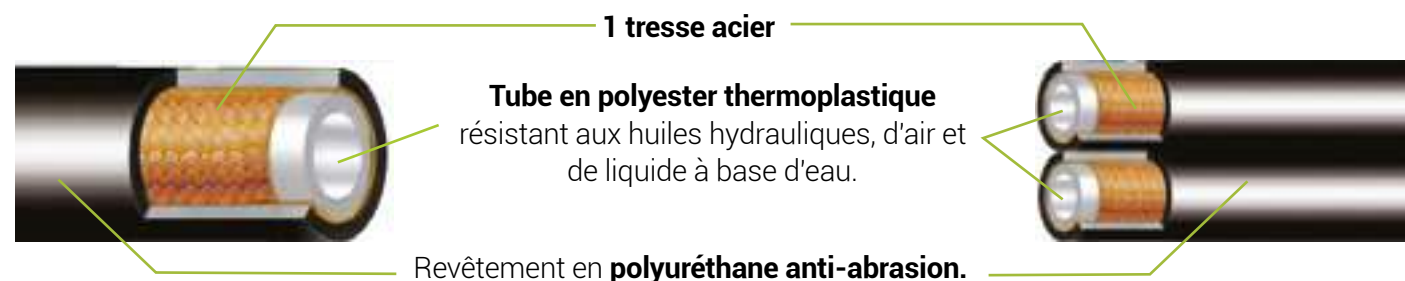 1 tresse acier
Tube en polyester thermoplastique
résistant aux huiles hydrauliques, d'air et
de liquide à base d'eau.
Revêtement en polyuréthane anti-abrasion.